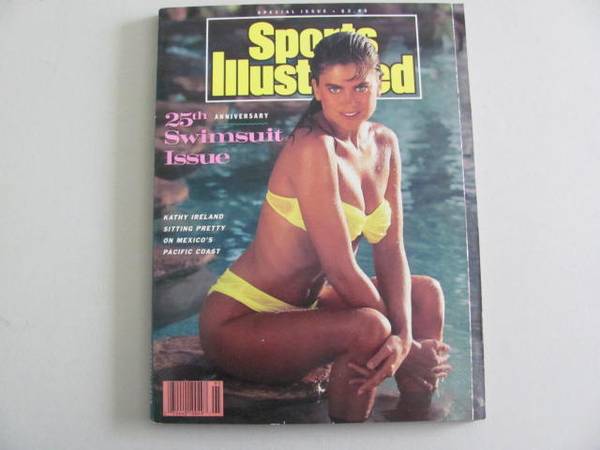 SPECIAL ISSUE • $3.95
Sports
Illustrated
25th ANNIVERSARY
Swimsuit
Issue
KATHY IRELAND
SITTING PRETTY
ON MEXICO'S
PACIFIC COAST